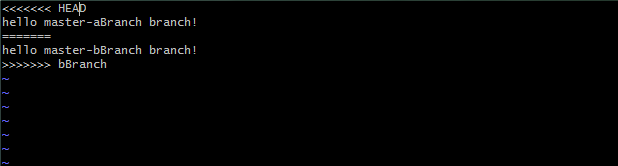 <<<<<<< HEAD
hello master-aBranch branch!
=======
hello master-bBranch branch!
>>>>>>> bBranch
~
~
~
~
~
~
~